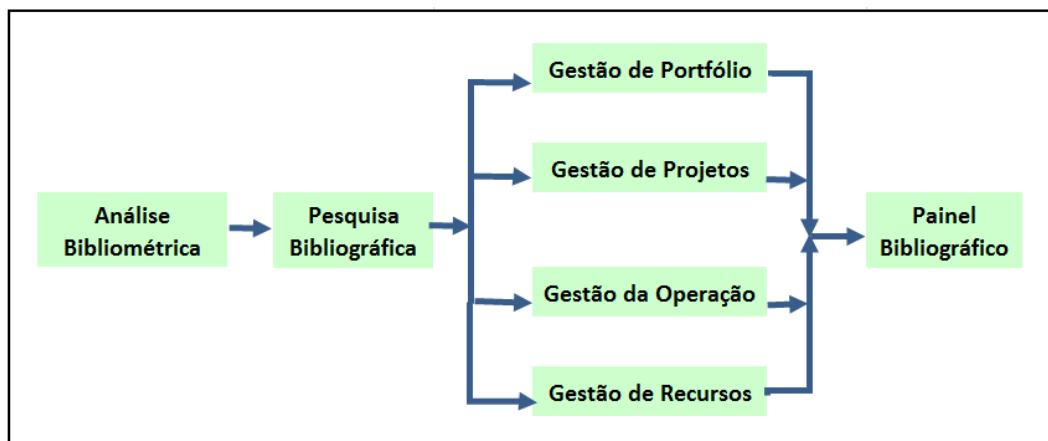 Análise
Bibliométrica
Pesquisa
Bibliográfica
Gestão de Portfólio
Gestão de Projetos
Gestão da Operação
Gestão de Recursos
Painel
Bibliográfico